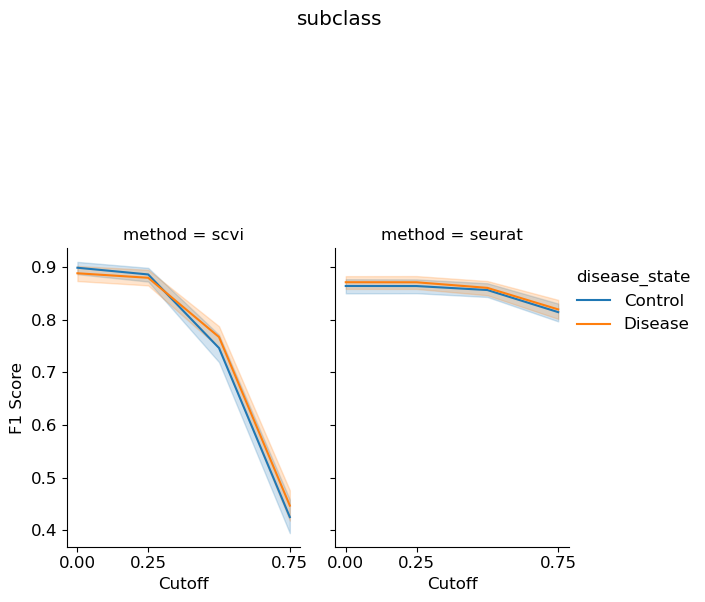 subclass
method = scvi
method = seurat
disease_state
Control
Disease
F1 Score
0.9
0.8
0.7
0.6
0.5
0.4
0.00 0.25 0.75
0.00 0.25 0.75
Cutoff
Cutoff